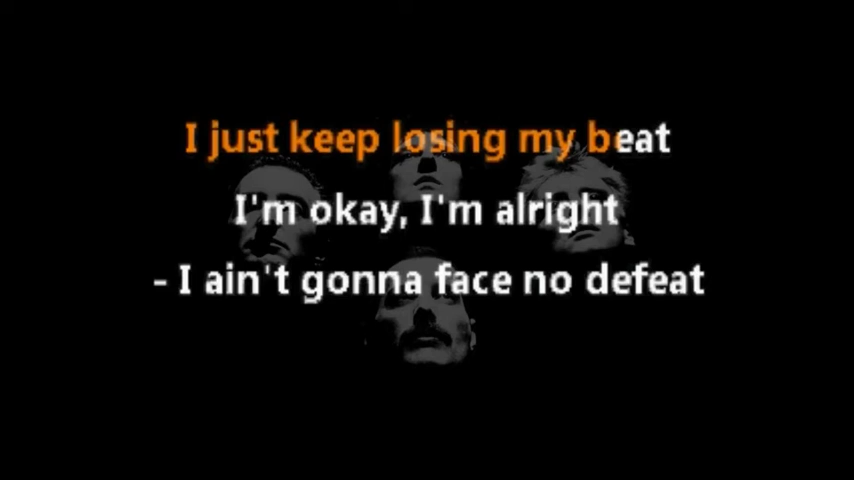 I just keep losing my beat
I'm okay, I'm alright
- I ain't gonna face no defeat